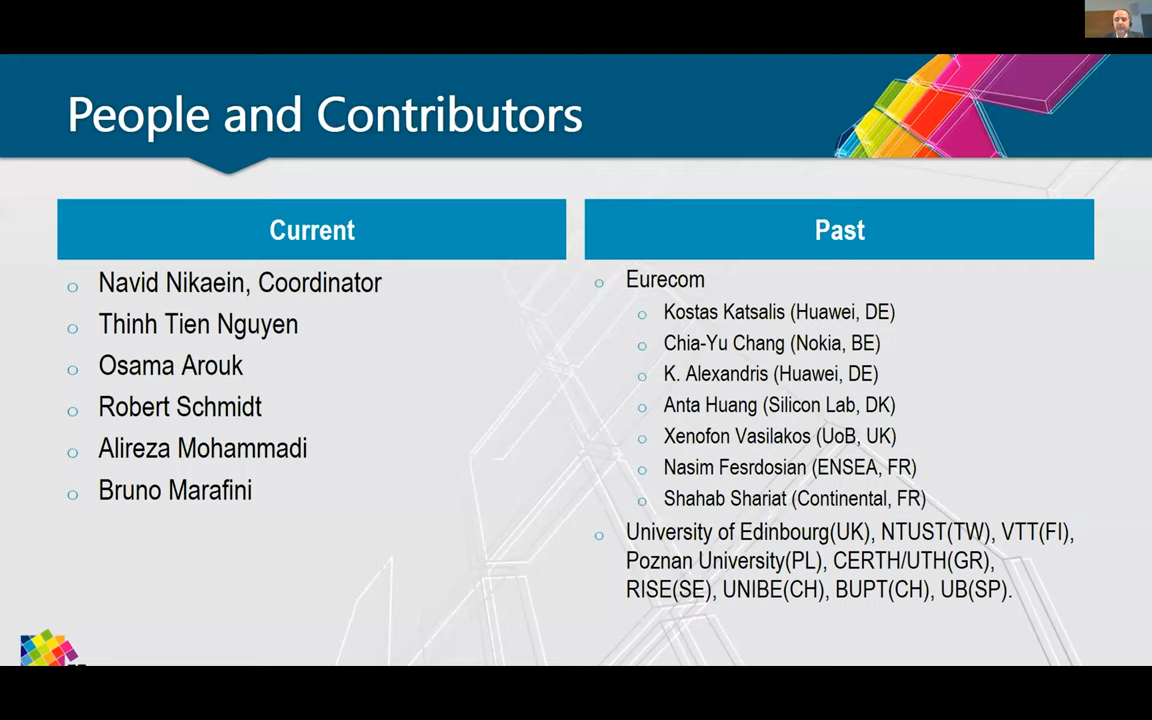 People and Contributors
Current
Navid Nikaein, Coordinator
Thinh Tien Nguyen
Osama Arouk
Robert Schmidt
Alireza Mohammadi
Bruno Marafini
Past
Eurecom
Kostas Katsalis (Huawei, DE)
Chia-Yu Chang (Nokia, BE)
K. Alexandris (Huawei, DE)
Anta Huang (Silicon Lab, DK)
Xenofon Vasilakos (UoB, UK)
Nasim Fesrdosian (ENSEA, FR)
Shahab Shariat (Continental, FR)
University of Edinbourg(UK), NTUST(TW), VTT(FI),
Poznan University(PL), CERTH/UTH(GR),
RISE(SE), UNIBE(CH), BUPT(CH), UB(SP).